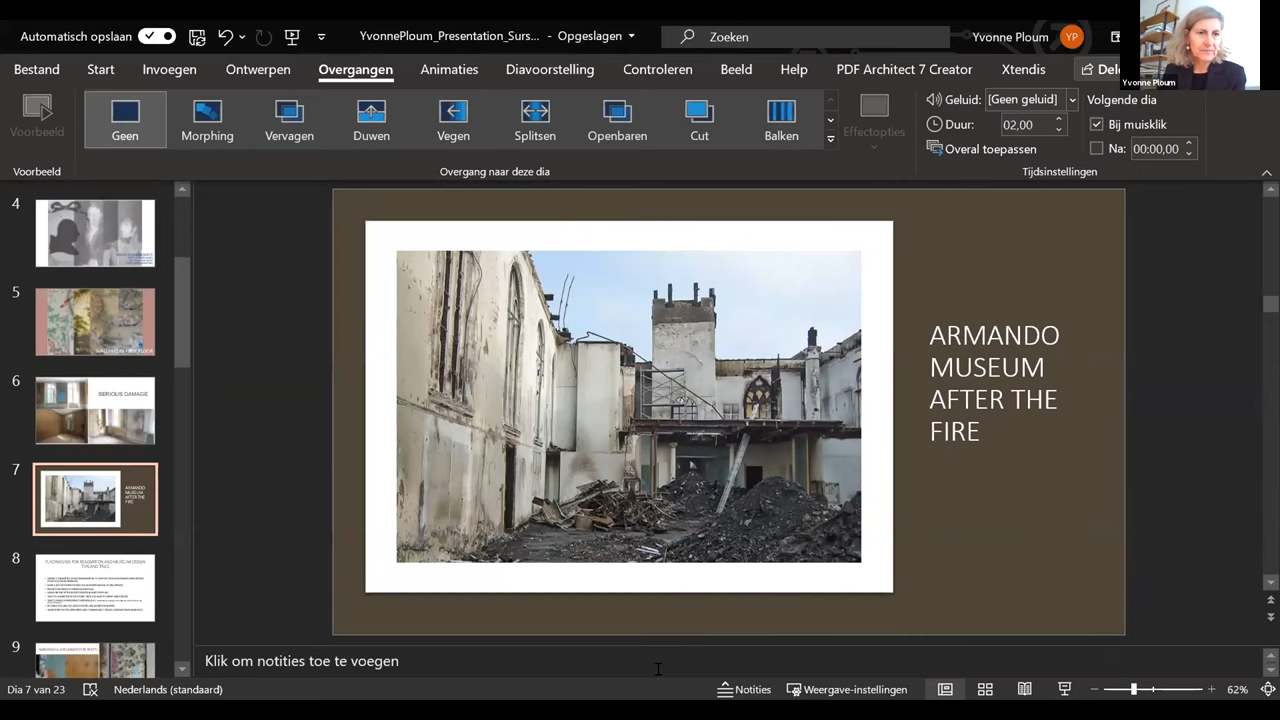 Automatisch opslaan
YvonnePloum_Presentation_Surs... - Opgeslagen
Zoeken
Yvonne Ploum
YP
Yvonne Ploum
Bestand
Start
Invoegen
Ontwerpen
Overgangen
Animaties
Diavoorstelling
Controleren
Beeld
Help
PDF Architect 7 Creator
Xtendis
Voorbeeld
Geen
Morphing
Vervagen
Duwen
Vegen
Splitsen
Openbaren
Cut
Balken
Effectopties
Geluid: [Geen geluid]
Volgende dia
Duur: 02,00
Bij muisklik
Overal toepassen
Na: 00:00,00
Voorbeeld
Overgang naar deze dia
Tijdsinstellingen
4
5
6
SERIOUS DAMAGE
7
ARMANDO
MUSEUM
AFTER THE
FIRE
8
9
ARMANDO
MUSEUM
AFTER THE
FIRE
Klik om notities toe te voegen
Dia 7 van 23
Nederlands (standaard)
Notities
Weergave-instellingen
62%